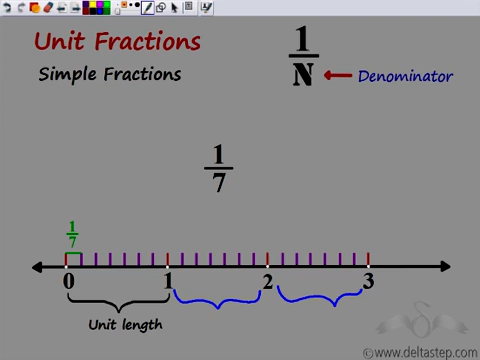 Unit Fractions
Simple Fractions
1
N
Denominator
1
7
1
7
0 1 2 3
Unit length
©www.deltastep.com